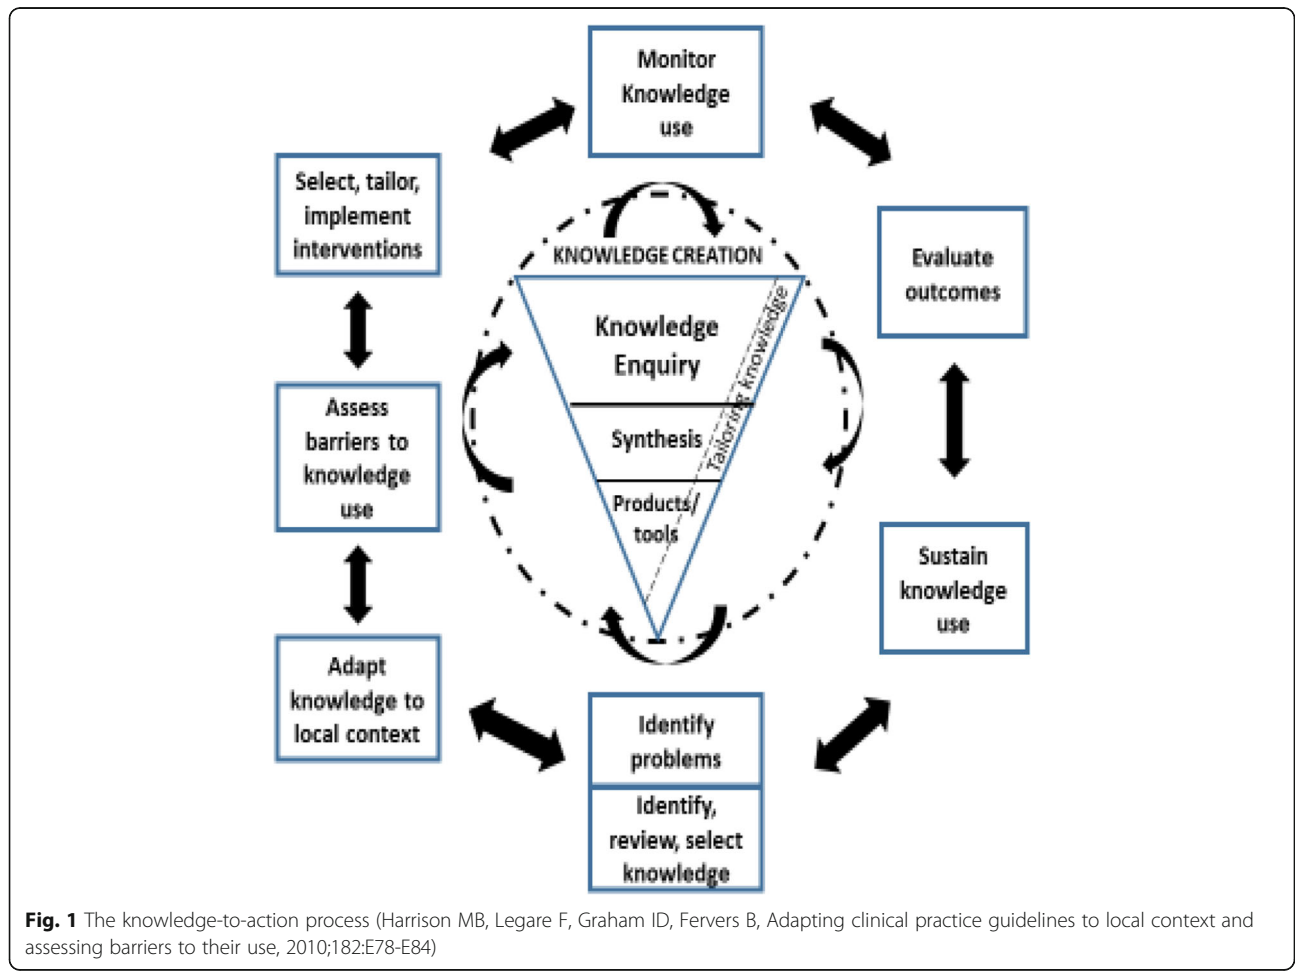 Monitor
Knowledge
use
Select, tailor,
implement
interventions
Evaluate
outcomes
KNOWLEDGE CREATION
Knowledge
Enquiry
Tailoring knowledge
Synthesis
Products/
tools
Assess
barriers to
knowledge
use
Sustain
knowledge
use
Adapt
knowledge to
local context
Identify
problems
Identify,
review, select
knowledge
Fig. 1 The knowledge-to-action process (Harrison MB, Legare F, Graham ID, Fervers B, Adapting clinical practice guidelines to local context and
assessing barriers to their use, 2010;182:E78-E84)